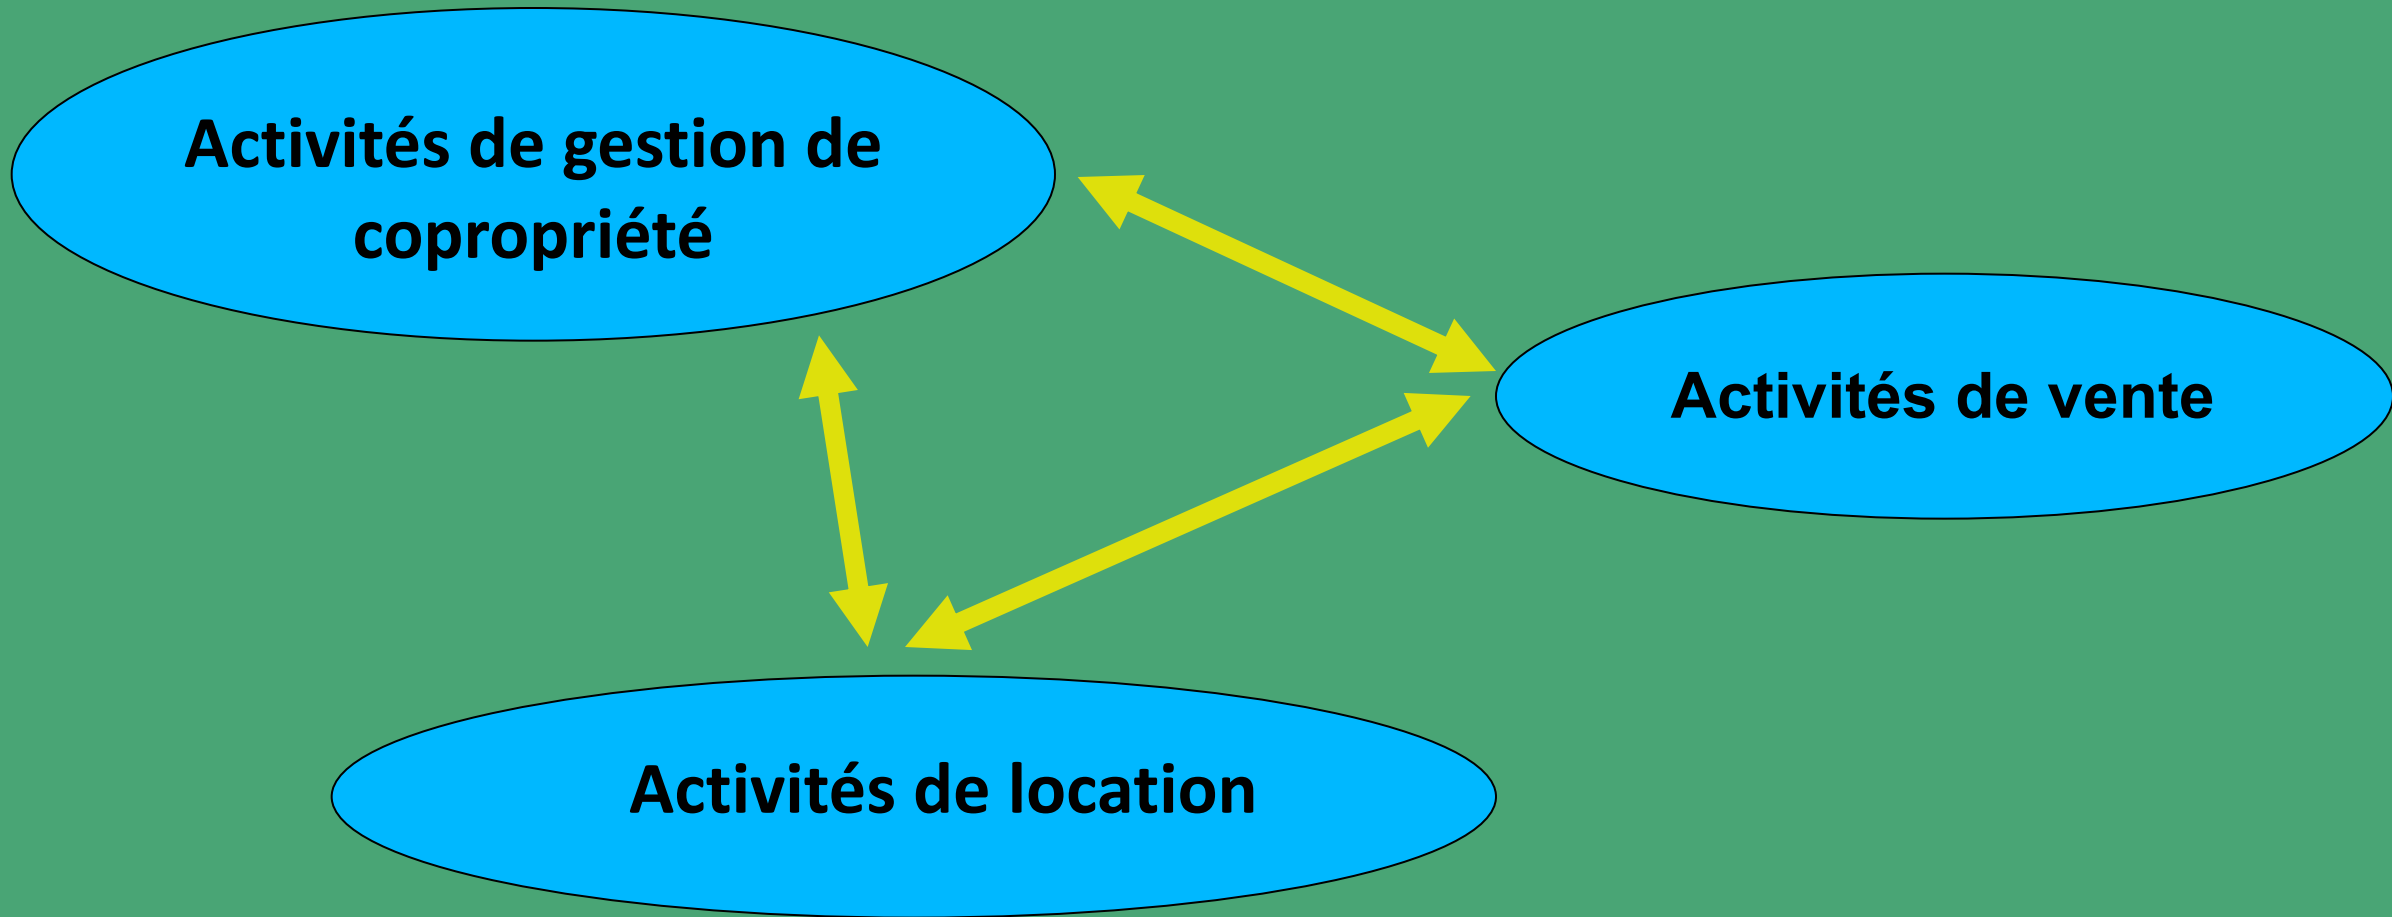 Activités de gestion de
copropriété
Activités de vente
Activités de location